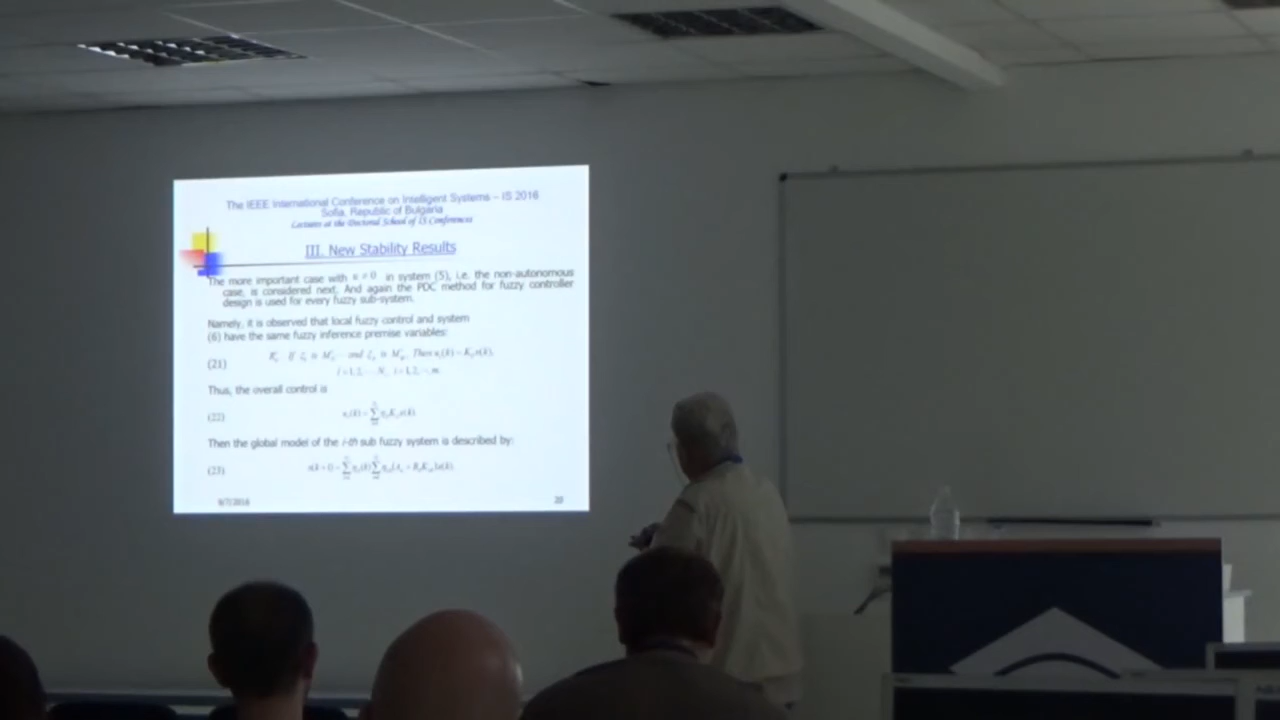 The IEEE International Conference on Intelligent Systems – IS 2016
Sofia, Republic of Bulgaria
Lectures at the Doctoral School of IS Conferences
III. New Stability Results
The more important case with u ≠ 0 in system (5), i.e. the non-autonomous
case, is considered next. And again the PDC method for fuzzy controller
design is used for every fuzzy sub-system.
Namely, it is observed that local fuzzy control and system
(6) have the same fuzzy inference premise variables:
(21)
Thus, the overall control is
(22)
Then the global model of the i-th sub fuzzy system is described by:
(23)
9/7/2016
20